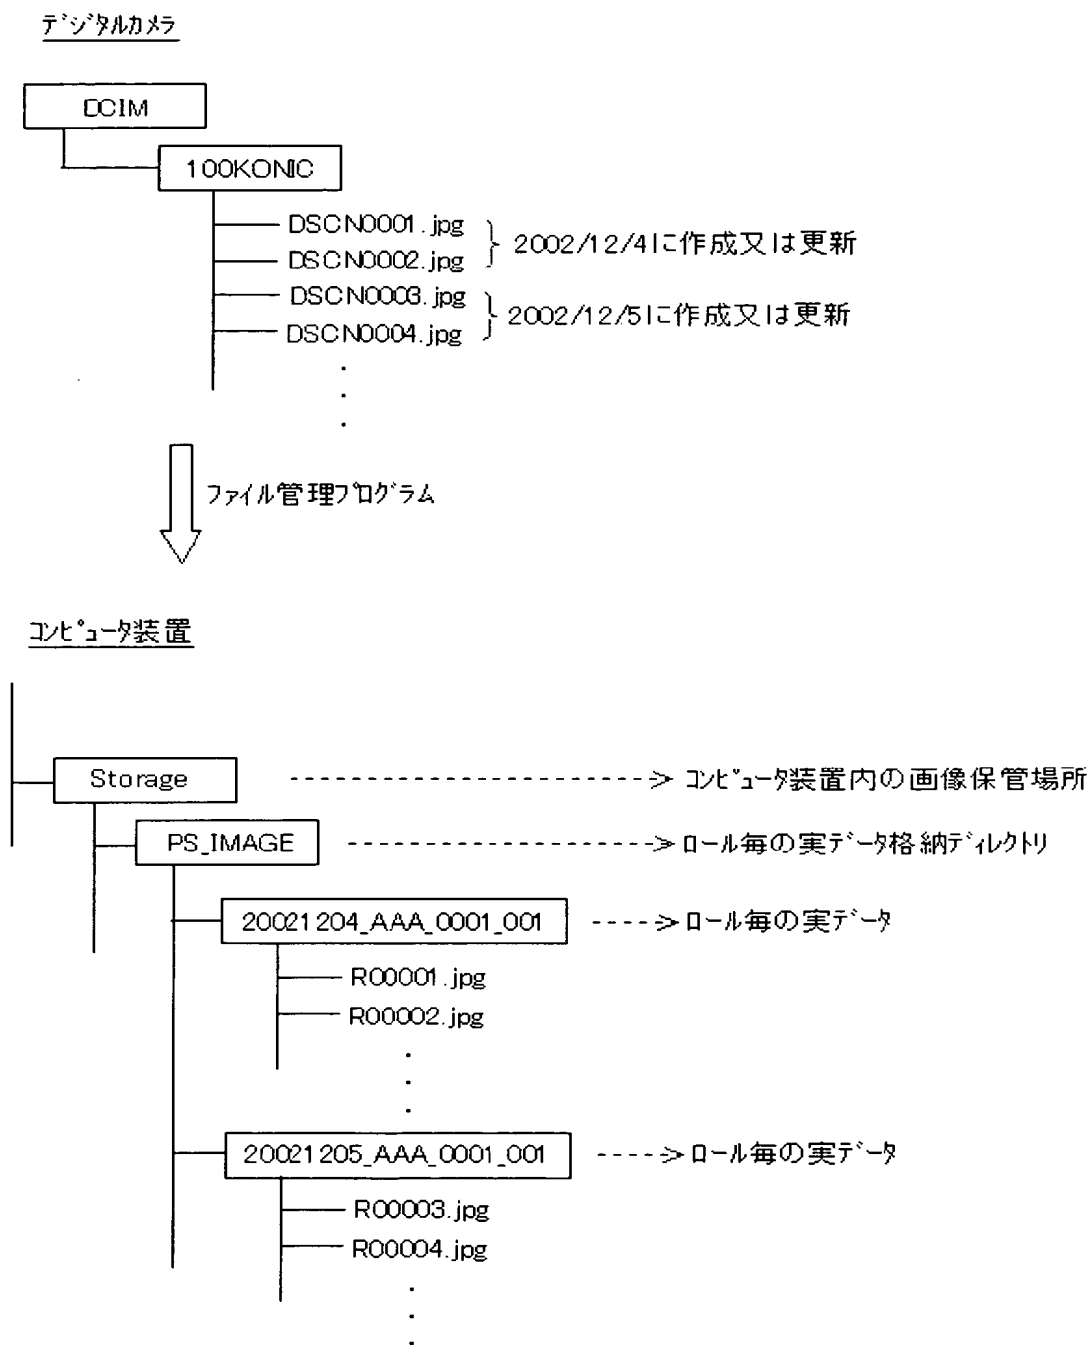 ﾃﾞｼﾞﾀﾙｶﾒﾗ
DCIM
100KONIC
DSCN0001.jpg
DSCN0002.jpg
2002/12/4に作成又は更新
DSCN0003.jpg
DSCN0004.jpg
2002/12/5に作成又は更新
ﾌｧｲﾙ管理ﾌﾟﾛｸﾞﾗﾑ
ｺﾝﾋﾟｭｰﾀ装置
Storage
ｺﾝﾋﾟｭｰﾀ装置内の画像保管場所
PS_IMAGE
ﾛｰﾙ毎の実ﾃﾞｰﾀ格納ﾃﾞｨﾚｸﾄﾘ
20021204_AAA_0001_001
ﾛｰﾙ毎の実ﾃﾞｰﾀ
R00001.jpg
R00002.jpg
20021205_AAA_0001_001
ﾛｰﾙ毎の実ﾃﾞｰﾀ
R00003.jpg
R00004.jpg